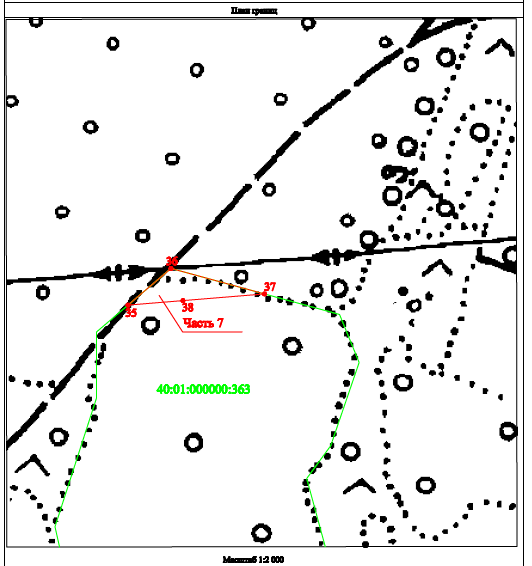 План границ
36
37
38
35
Часть 7
40:01:000000:363
Масштаб 1:2 000